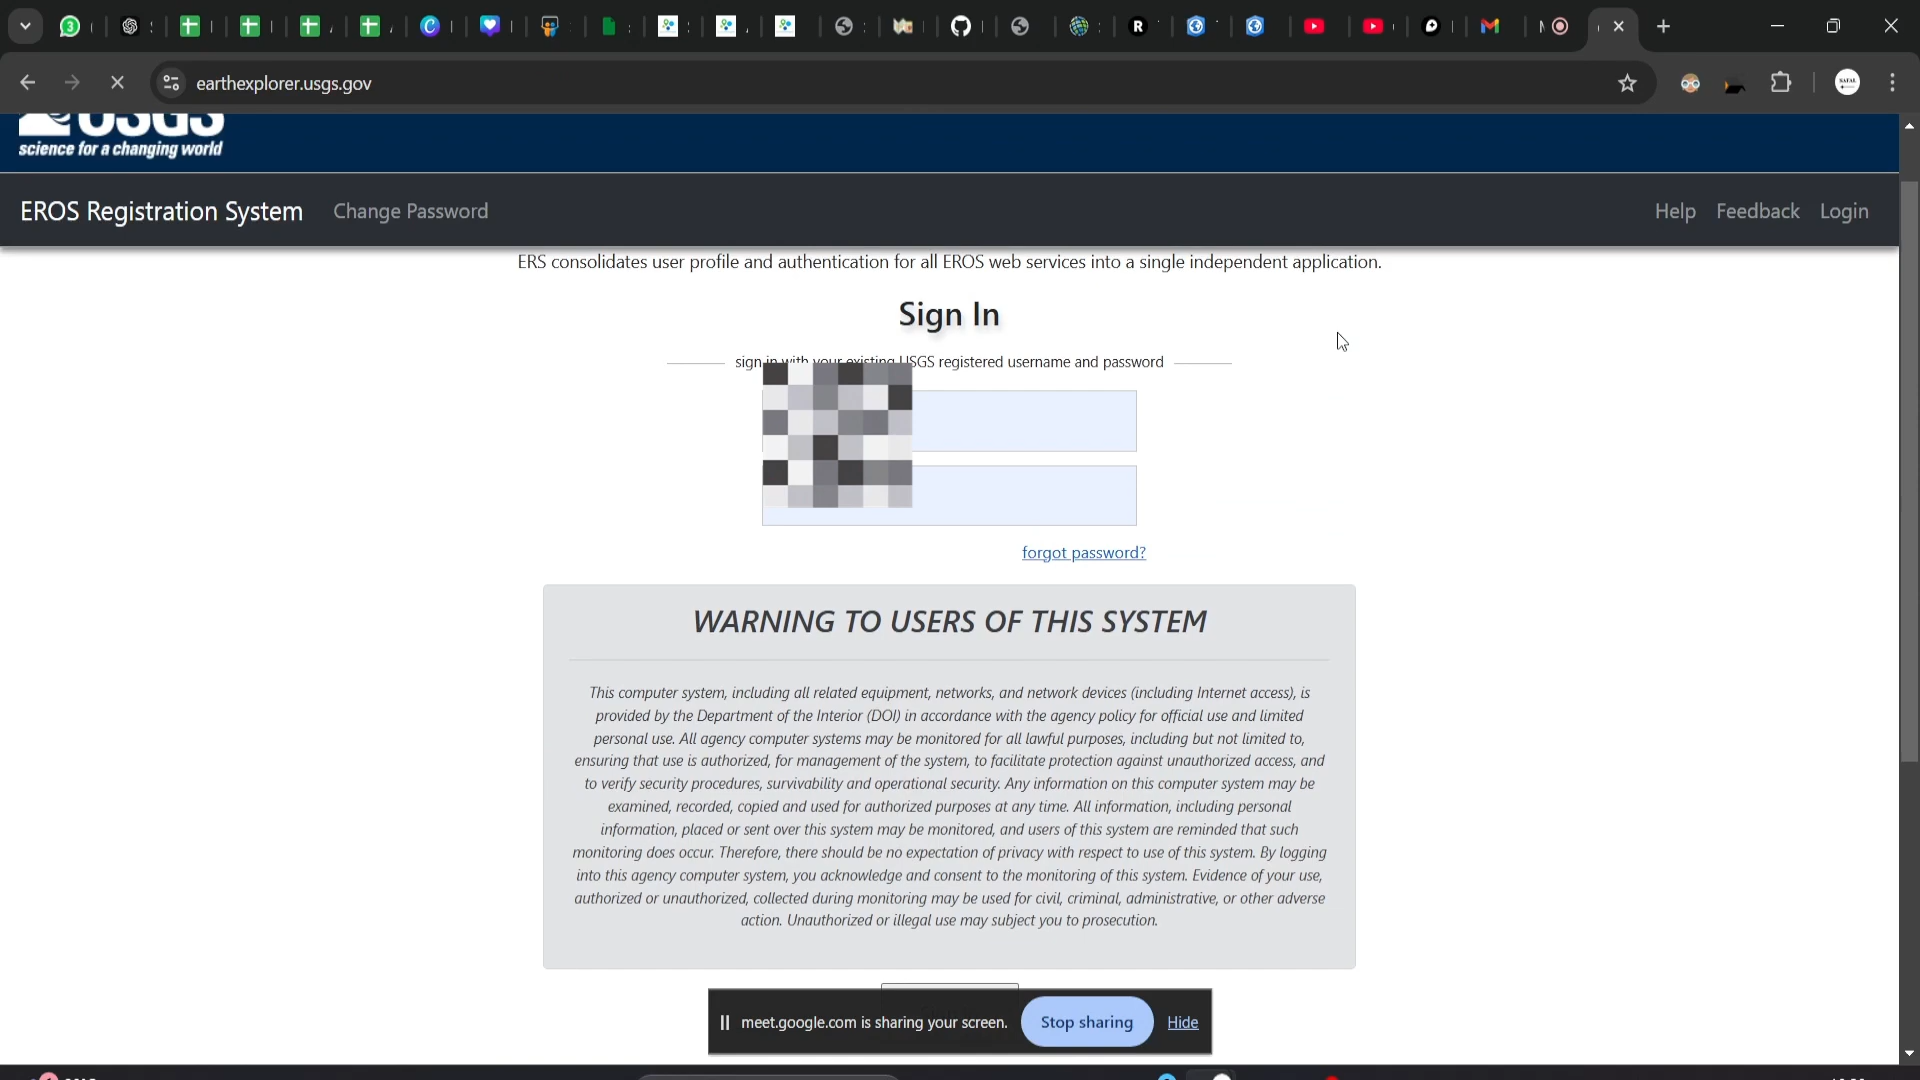 3
earthexplorer.usgs.gov
USGS
science for a changing world
EROS Registration System Change Password Help Feedback Login
ERS consolidates user profile and authentication for all EROS web services into a single independent application.
Sign In
sign in with your existing USGS registered username and password
forgot password?
WARNING TO USERS OF THIS SYSTEM
This computer system, including all related equipment, networks, and network devices (including Internet access), is
provided by the Department of the Interior (DOI) in accordance with the agency policy for official use and limited
personal use. All agency computer systems may be monitored for all lawful purposes, including but not limited to,
ensuring that use is authorized, for management of the system, to facilitate protection against unauthorized access, and
to verify security procedures, survivability and operational security. Any information on this computer system may be
examined, recorded, copied and used for authorized purposes at any time. All information, including personal
information, placed or sent over this system may be monitored, and users of this system are reminded that such
monitoring does occur. Therefore, there should be no expectation of privacy with respect to use of this system. By logging
into this agency computer system, you acknowledge and consent to the monitoring of this system. Evidence of your use,
authorized or unauthorized, collected during monitoring may be used for civil, criminal, administrative, or other adverse
action. Unauthorized or illegal use may subject you to prosecution.
meet.google.com is sharing your screen. Stop sharing Hide